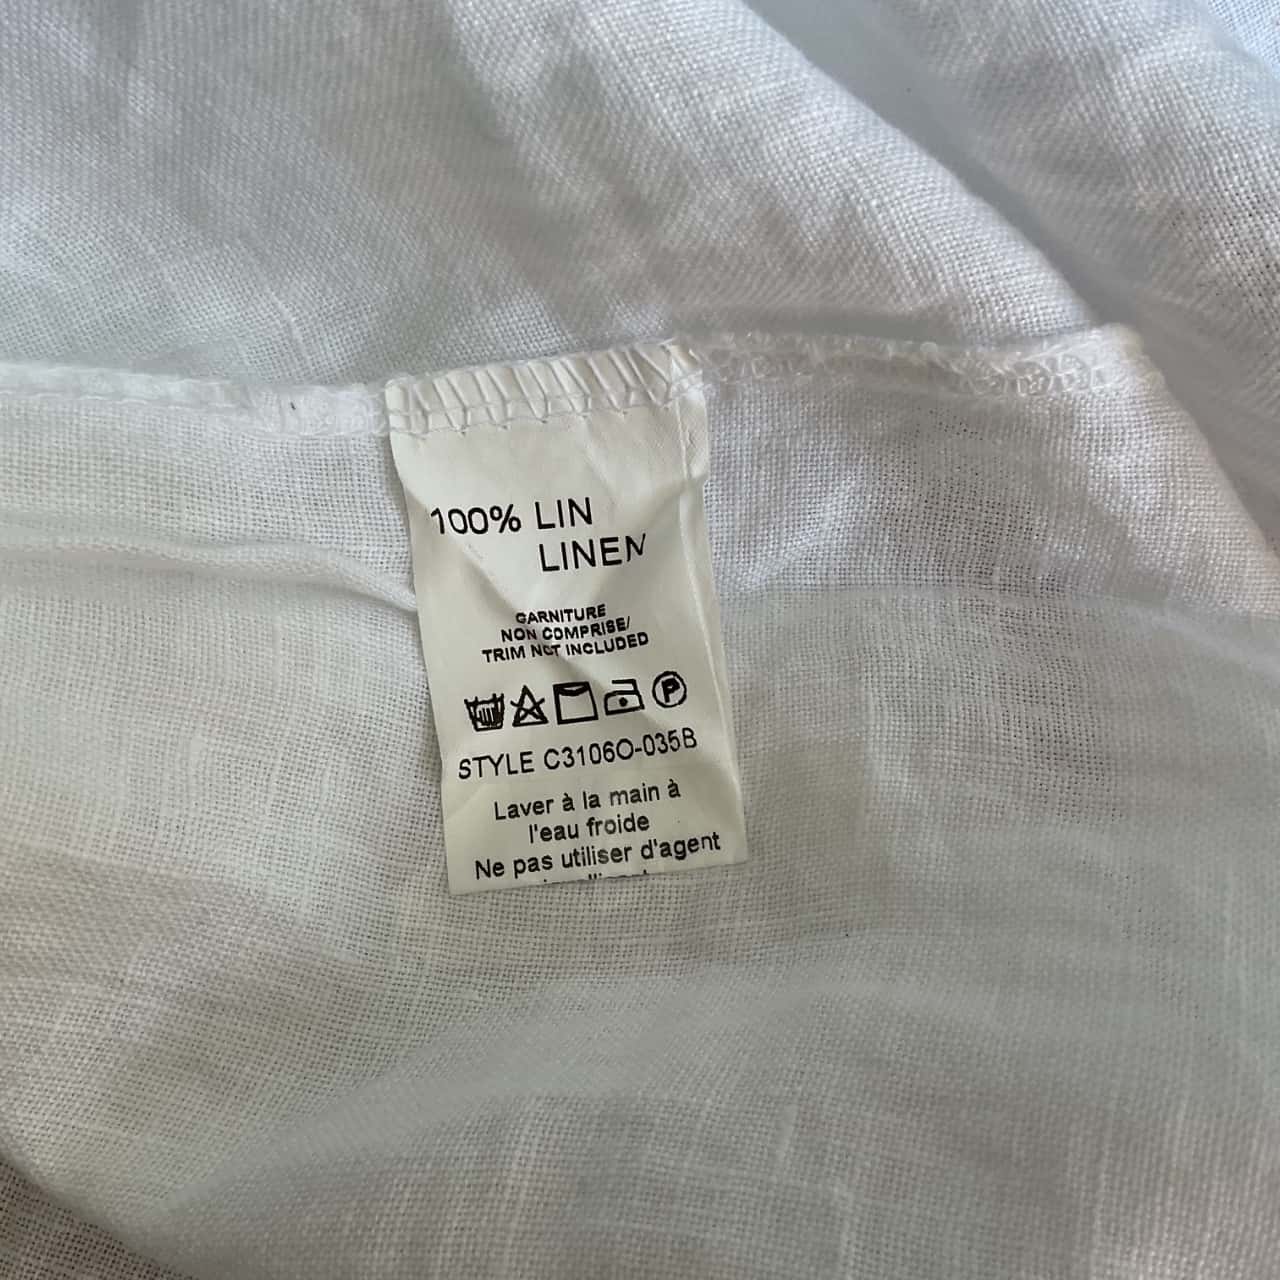 100% LIN
LINEN
GARNITURE
NON COMPRISE/
TRIM NOT INCLUDED
P
STYLE C3106O-035B
Laver à la main à
l'eau froide
Ne pas utiliser d'agent